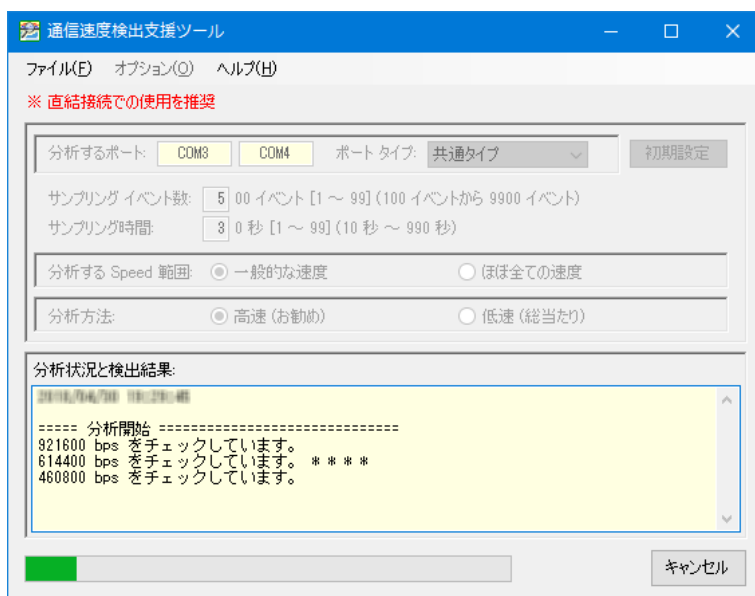 通信速度検出支援ツール
ファイル(F) オプション(O) ヘルプ(H)
※ 直結接続での使用を推奨
分析するポート: COM3 COM4 ポート タイプ: 共通タイプ 初期設定
サンプリング イベント数: 5 00 イベント [1 ～ 99] (100 イベントから 9900 イベント)
サンプリング時間: 3 0 秒 [1 ～ 99] (10 秒 ～ 990 秒)
分析する Speed 範囲: 一般的な速度 ほぼ全ての速度
分析方法: 高速 (お勧め) 低速 (総当たり)
分析状況と検出結果:
===== 分析開始 ==============================
921600 bps をチェックしています。
614400 bps をチェックしています。 * * * *
460800 bps をチェックしています。
キャンセル